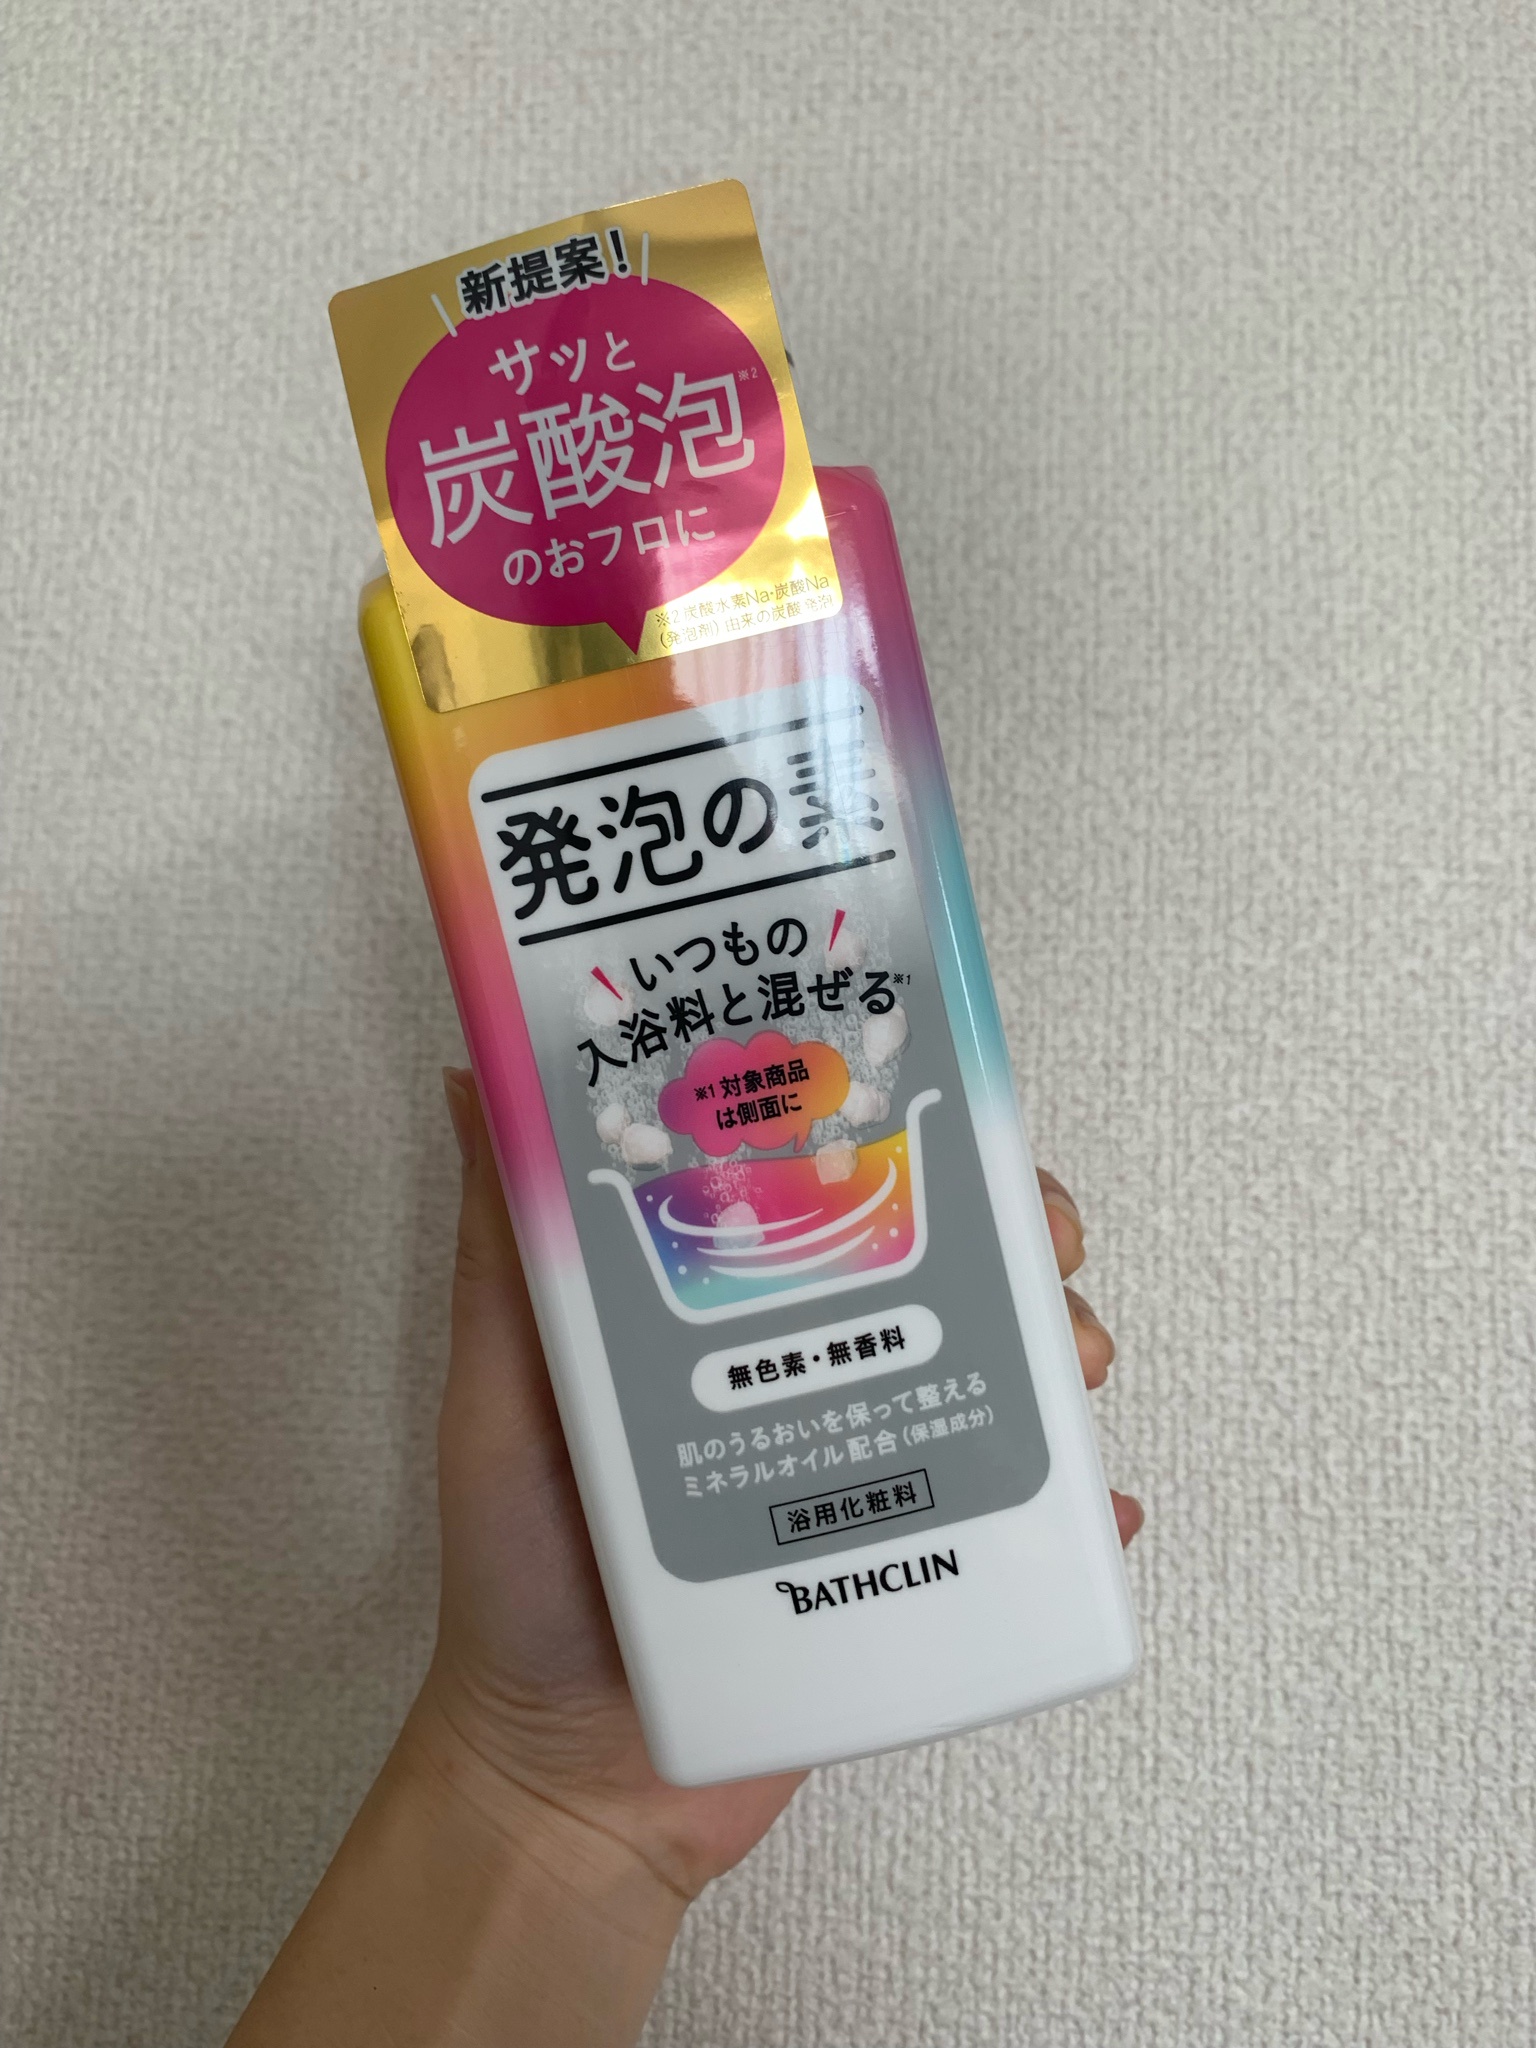 新提案！
サッと
炭酸泡※2
のおフロに
※2 炭酸水素Na・炭酸Na
(発泡剤) 由来の炭酸発泡
発泡の素
いつもの
入浴料と混ぜる※1
※1 対象商品
は側面に
無色素・無香料
肌のうるおいを保って整える
ミネラルオイル配合(保湿成分)
浴用化粧料
BATHCLIN